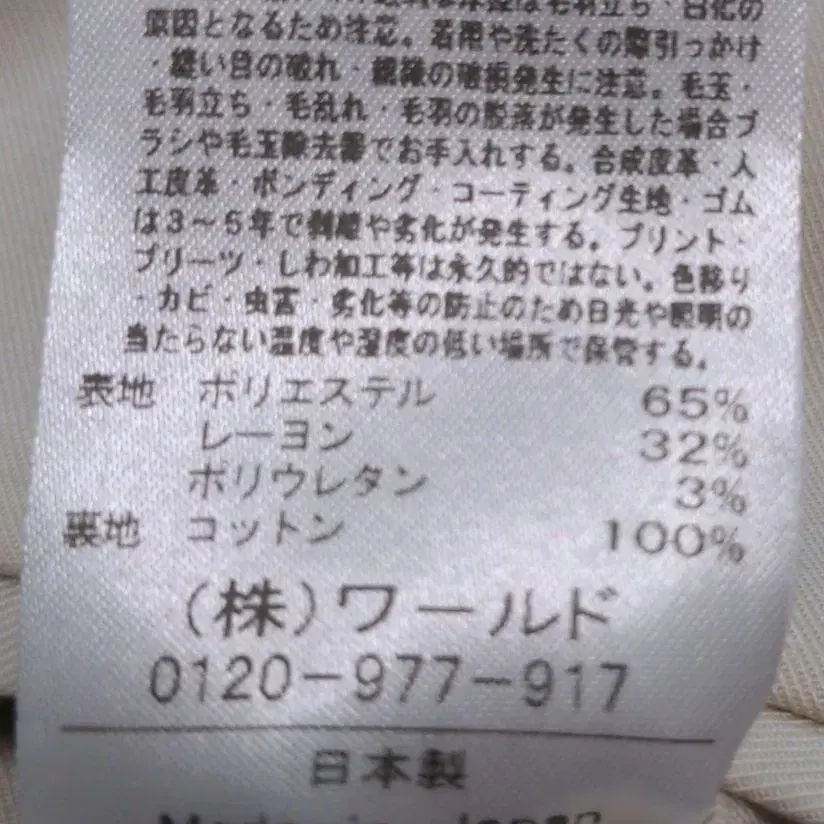 は毛羽立ち・白化の
原因となるため注意。着用や洗たくの際引っかけ
・縫い目の破れ・繊維の破損発生に注意。毛玉・
毛羽立ち・毛乱れ・毛羽の脱落が発生した場合ブ
ラシや毛玉除去器でお手入れする。合成皮革・人
工皮革・ボンディング・コーティング生地・ゴム
は3～5年で剥離や劣化が発生する。プリント・
プリーツ・しわ加工等は永久的ではない。色移り
・カビ・虫害・劣化等の防止のため日光や照明の
当たらない温度や湿度の低い場所で保管する。
表地 ポリエステル 65%
レーヨン 32%
ポリウレタン 3%
裏地 コットン 100%
(株)ワールド
0120-977-917
日本製
Made in Japan